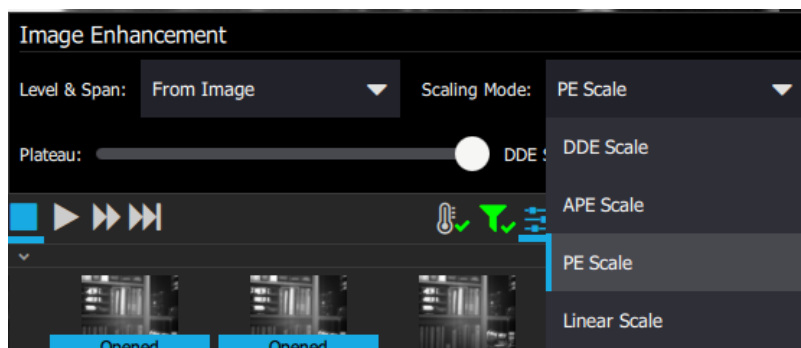 Image Enhancement
Level & Span: From Image Scaling Mode: PE Scale
Plateau: DDE
DDE Scale
APE Scale
PE Scale
Linear Scale
Opened Opened